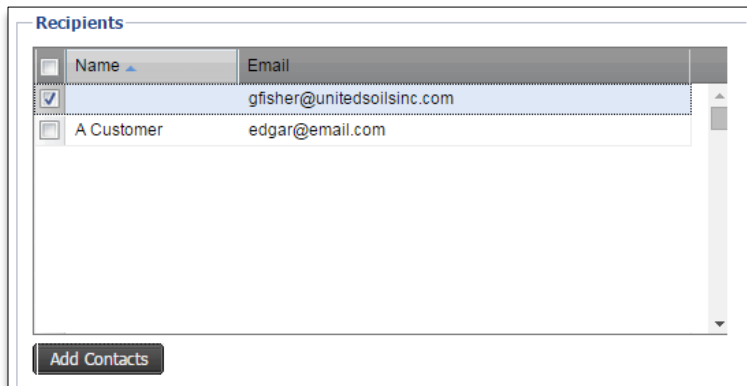 Recipients
Name Email
gfisher@unitedsoilsinc.com
A Customer edgar@email.com
Add Contacts